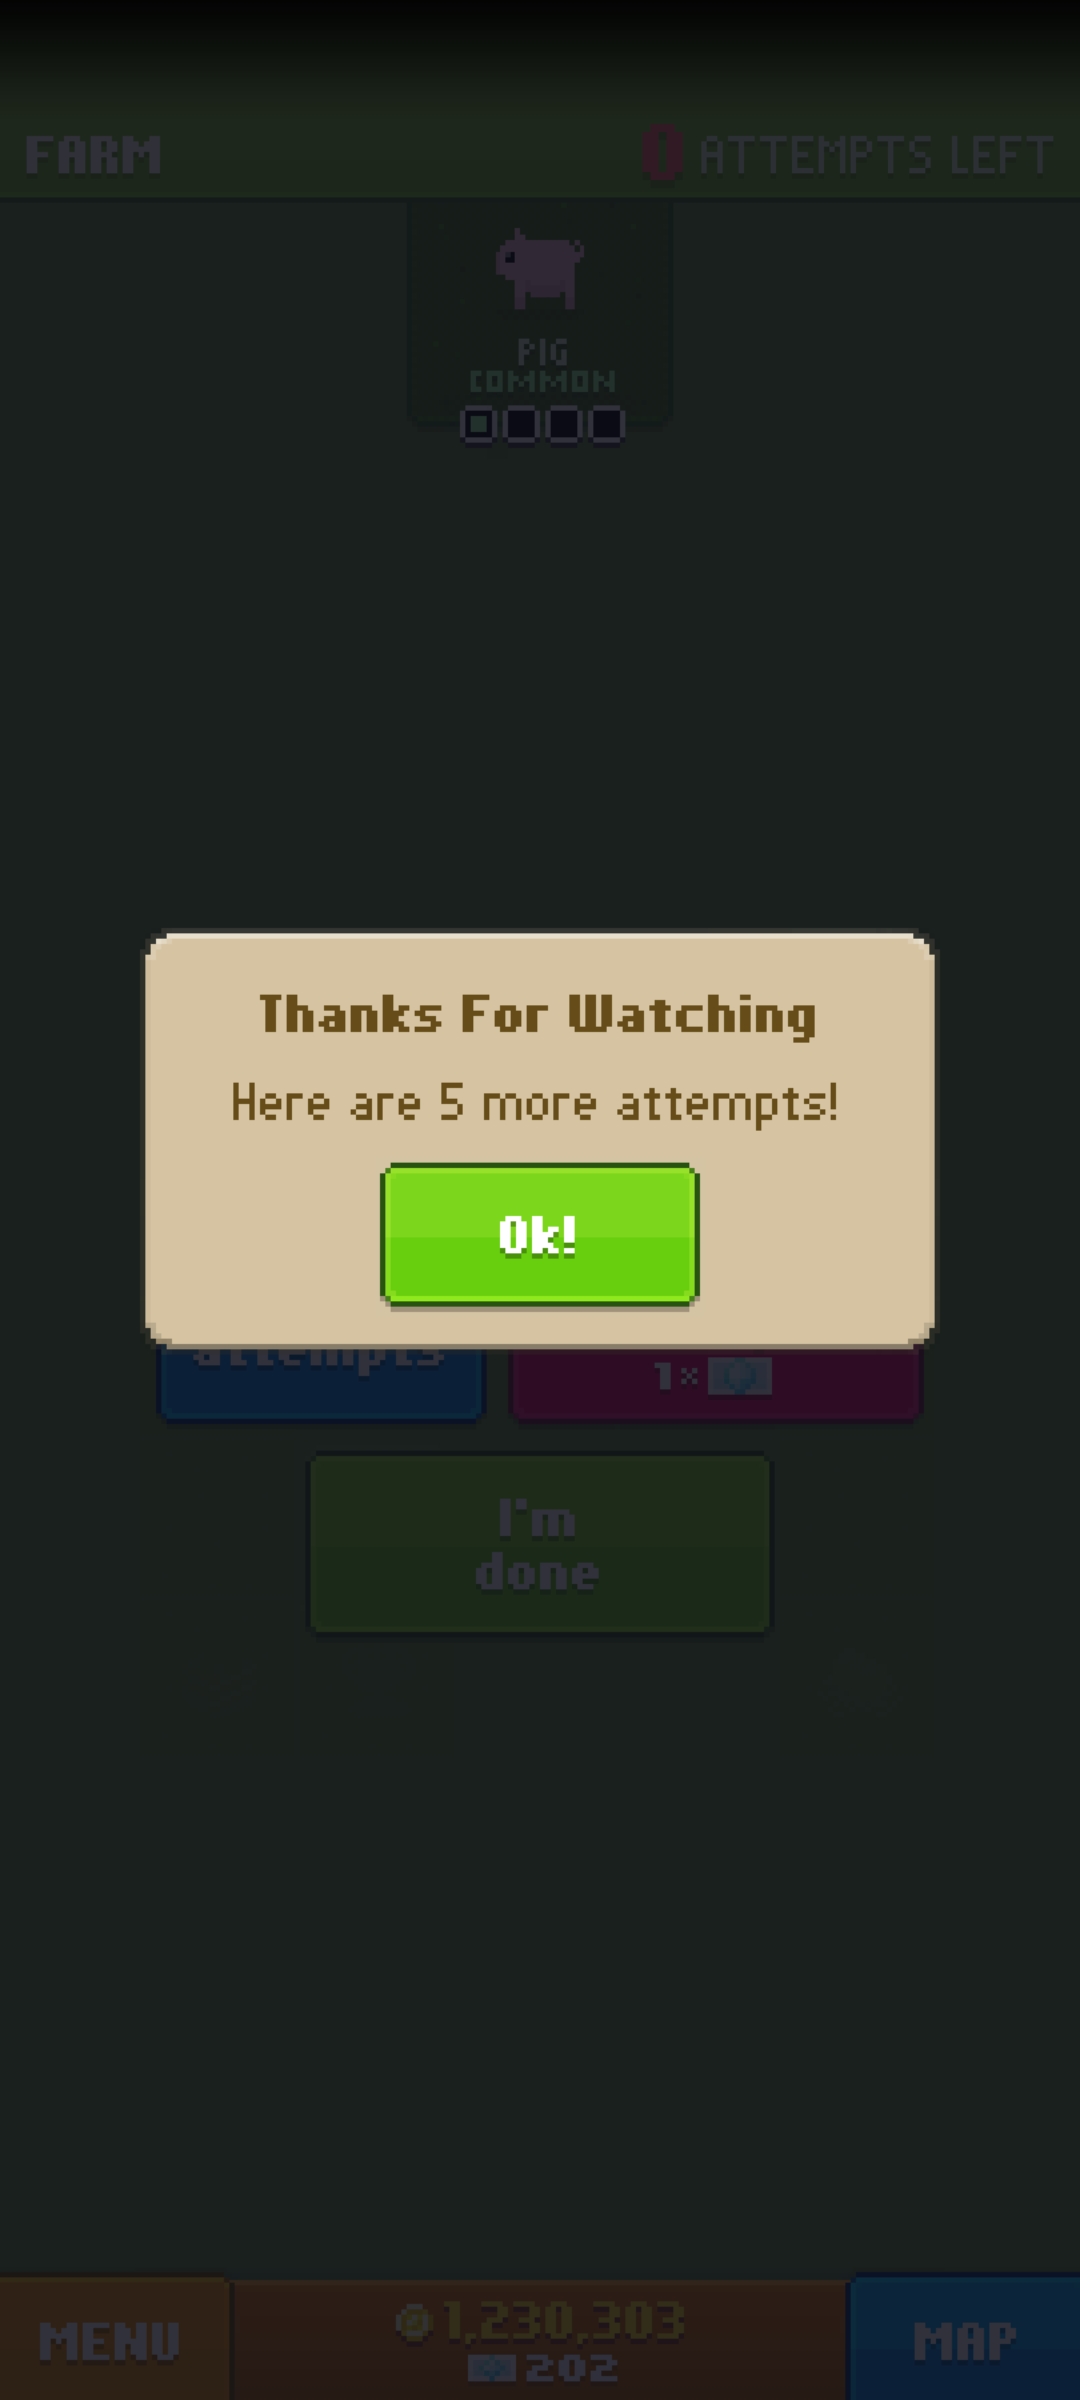 FARM
0 ATTEMPTS LEFT
PIG
COMMON
Thanks For Watching
Here are 5 more attempts!
Ok!
attempts
1×
I'm
done
MENU
1,230,303
202
MAP